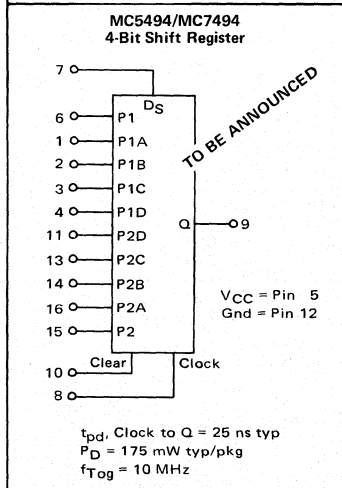 MC5494/MC7494
4-Bit Shift Register
7
DS
TO BE ANNOUNCED
6 P1
1 P1A
2 P1B
3 P1C
4 P1D
Q 9
11 P2D
13 P2C
14 P2B
16 P2A
15 P2
VCC = Pin 5
Gnd = Pin 12
Clear Clock
10
8
tpd, Clock to Q = 25 ns typ
PD = 175 mW typ/pkg
fTog = 10 MHz